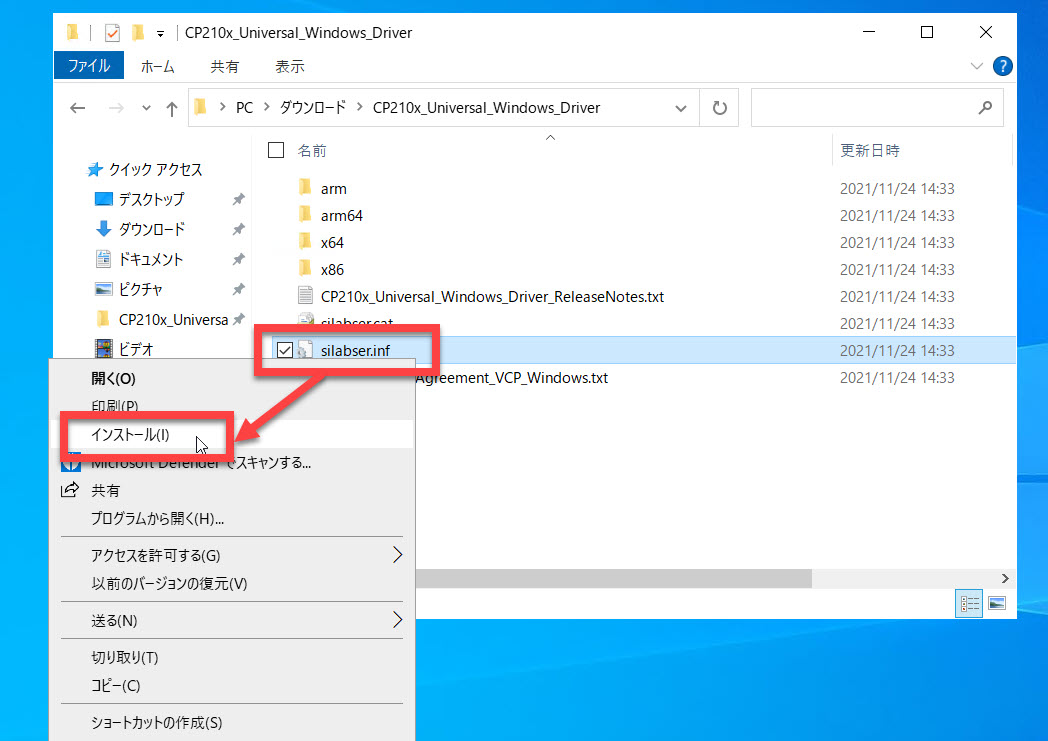 CP210x_Universal_Windows_Driver
ファイル ホーム 共有 表示
PC ダウンロード CP210x_Universal_Windows_Driver
名前 更新日時
クイック アクセス
デスクトップ
ダウンロード
ドキュメント
ピクチャ
CP210x_Universa
ビデオ
arm 2021/11/24 14:33
arm64 2021/11/24 14:33
x64 2021/11/24 14:33
x86 2021/11/24 14:33
CP210x_Universal_Windows_Driver_ReleaseNotes.txt 2021/11/24 14:33
silabser.cat 2021/11/24 14:33
silabser.inf 2021/11/24 14:33
Agreement_VCP_Windows.txt 2021/11/24 14:33
開く(O)
印刷(P)
インストール(I)
Microsoft Defender でスキャンする...
共有
プログラムから開く(H)...
アクセスを許可する(G)
以前のバージョンの復元(V)
送る(N)
切り取り(T)
コピー(C)
ショートカットの作成(S)